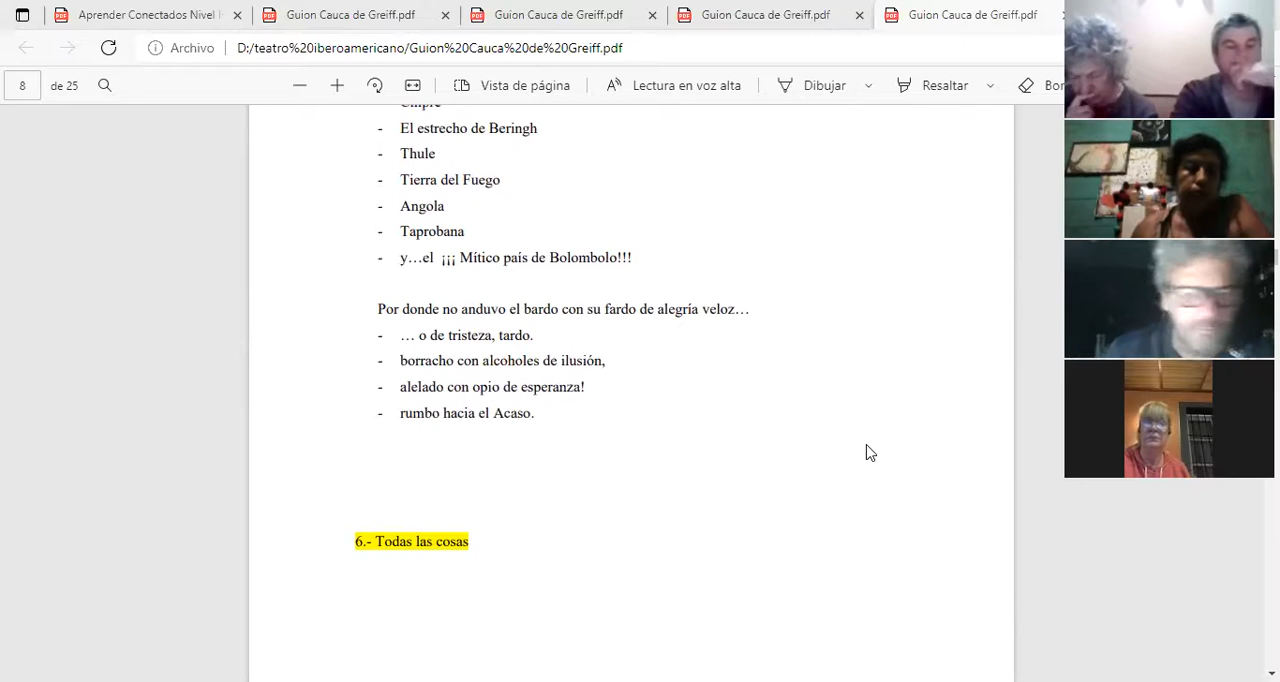 Aprender Conectados Nivel
Guion Cauca de Greiff.pdf
Guion Cauca de Greiff.pdf
Guion Cauca de Greiff.pdf
Guion Cauca de Greiff.pdf
Archivo
D:/teatro%20iberoamericano/Guion%20Cauca%20de%20Greiff.pdf
8
de 25
Vista de página
Lectura en voz alta
Dibujar
Resaltar
Bor
- El estrecho de Beringh
- Thule
- Tierra del Fuego
- Angola
- Taprobana
- y…el ¡¡¡ Mítico país de Bolombolo!!!
Por donde no anduvo el bardo con su fardo de alegría veloz…
- … o de tristeza, tardo.
- borracho con alcoholes de ilusión,
- alelado con opio de esperanza!
- rumbo hacia el Acaso.
6.- Todas las cosas